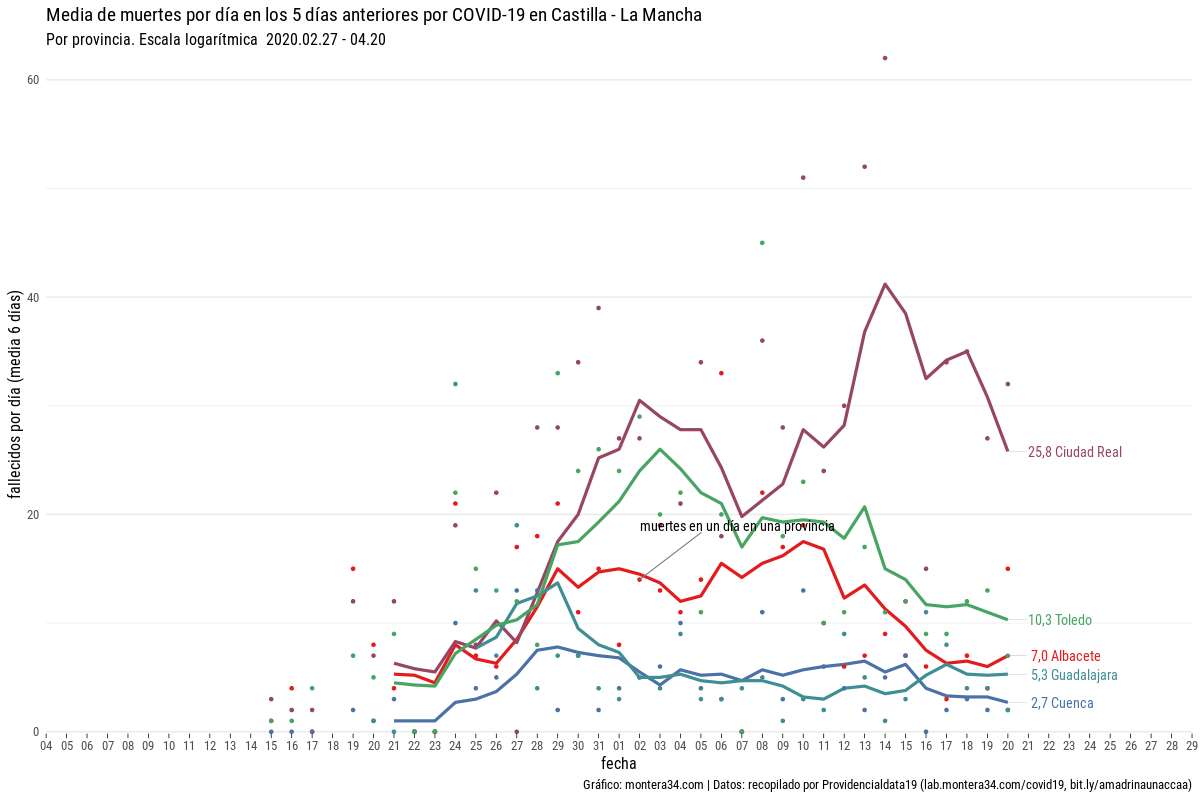 Media de muertes por día en los 5 días anteriores por COVID-19 en Castilla - La Mancha
Por provincia. Escala logarítmica 2020.02.27 - 04.20
fallecidos por día (media 6 días)
60
40
20
0
muertes en un día en una provincia
25,8 Ciudad Real
10,3 Toledo
7,0 Albacete
5,3 Guadalajara
2,7 Cuenca
04 05 06 07 08 09 10 11 12 13 14 15 16 17 18 19 20 21 22 23 24 25 26 27 28 29 30 31 01 02 03 04 05 06 07 08 09 10 11 12 13 14 15 16 17 18 19 20 21 22 23 24 25 26 27 28 29
fecha
Gráfico: montera34.com | Datos: recopilado por Providencialdata19 (lab.montera34.com/covid19, bit.ly/amadrinaunaccaa)